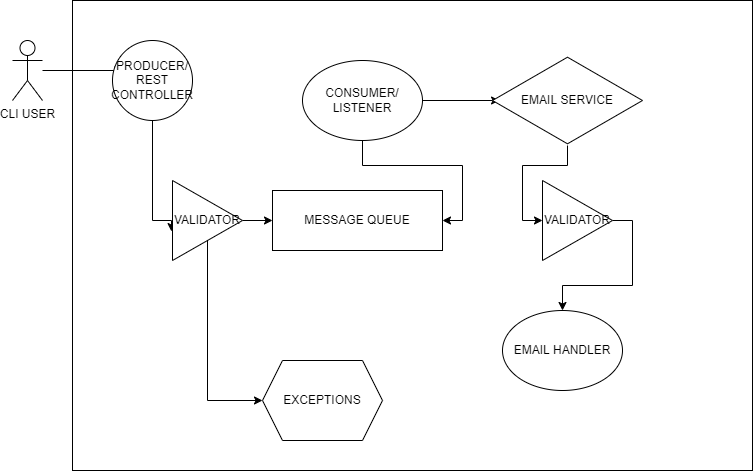 CLI USER
PRODUCER/
REST
CONTROLLER
CONSUMER/
LISTENER
EMAIL SERVICE
VALIDATOR
MESSAGE QUEUE
VALIDATOR
EMAIL HANDLER
EXCEPTIONS